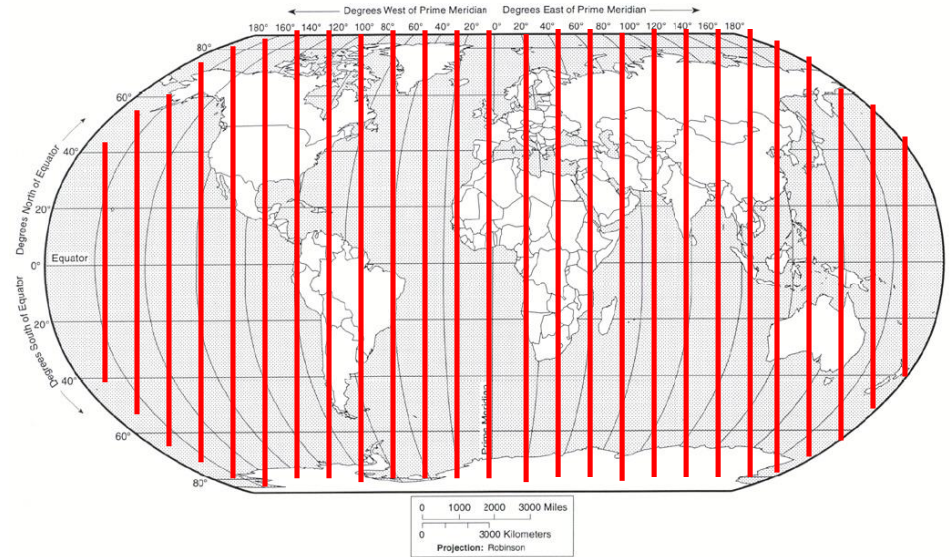 Degrees West of Prime Meridian Degrees East of Prime Meridian
180° 160° 140° 120° 100° 80° 60° 40° 20° 0° 20° 40° 60° 80° 100° 120° 140° 160° 180°
80°
60°
40°
20°
Equator
0°
20°
40°
60°
80°
Degrees North of Equator
Degrees South of Equator
Prime Meridian
0 1000 2000 3000 Miles
0 3000 Kilometers
Projection: Robinson